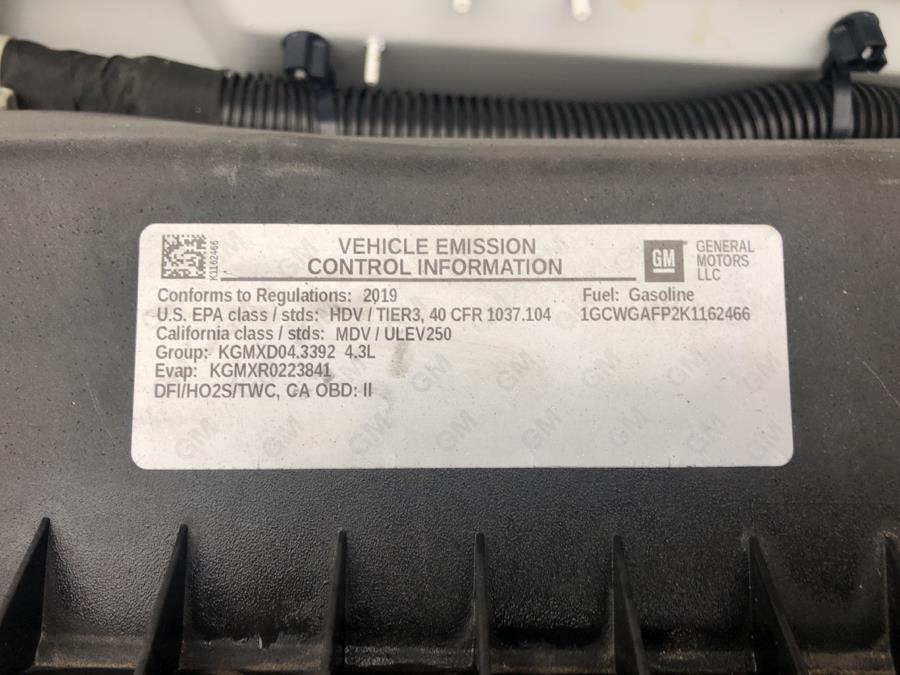 K1162466
VEHICLE EMISSION
CONTROL INFORMATION
GM
GENERAL
MOTORS
LLC
Conforms to Regulations: 2019
Fuel: Gasoline
U.S. EPA class / stds: HDV / TIER3, 40 CFR 1037.104
1GCWGAFP2K1162466
California class / stds: MDV / ULEV250
Group: KGMXD04.3392 4.3L
Evap: KGMXR0223841
DFI/HO2S/TWC, CA OBD: II